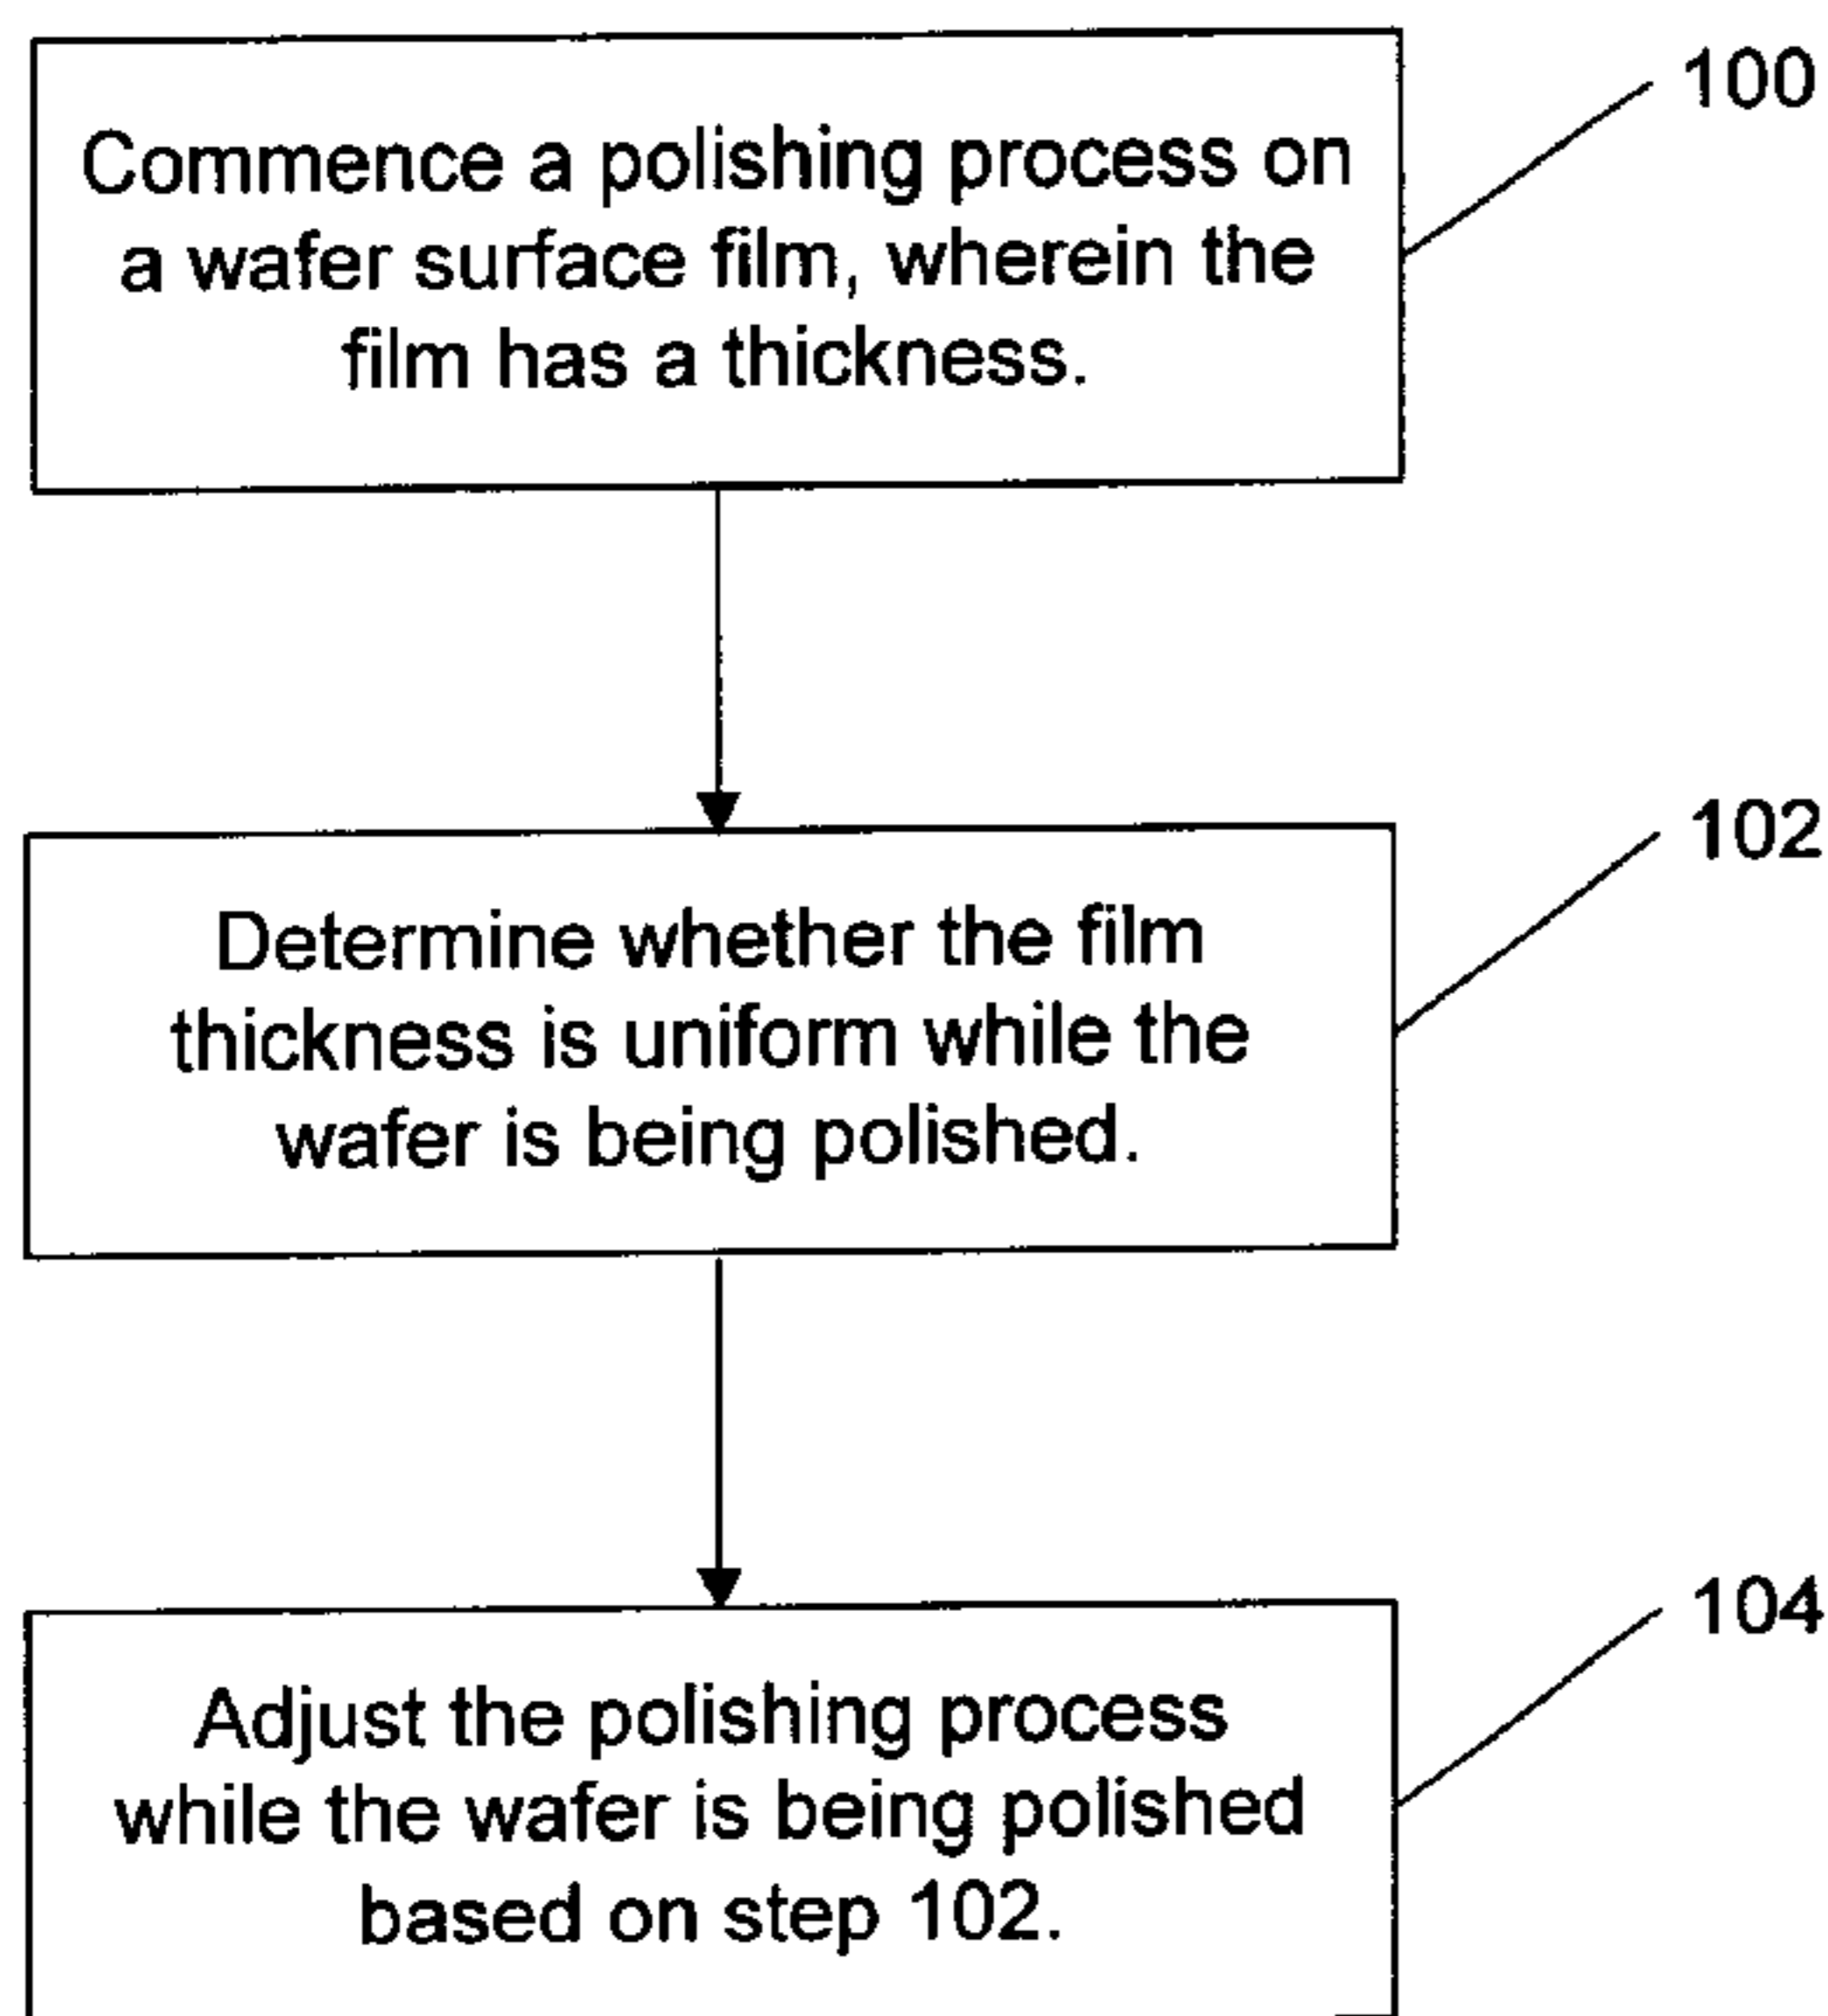 100
Commence a polishing process on
a wafer surface film, wherein the
film has a thickness.
102
Determine whether the film
thickness is uniform while the
wafer is being polished.
104
Adjust the polishing process
while the wafer is being polished
based on step 102.